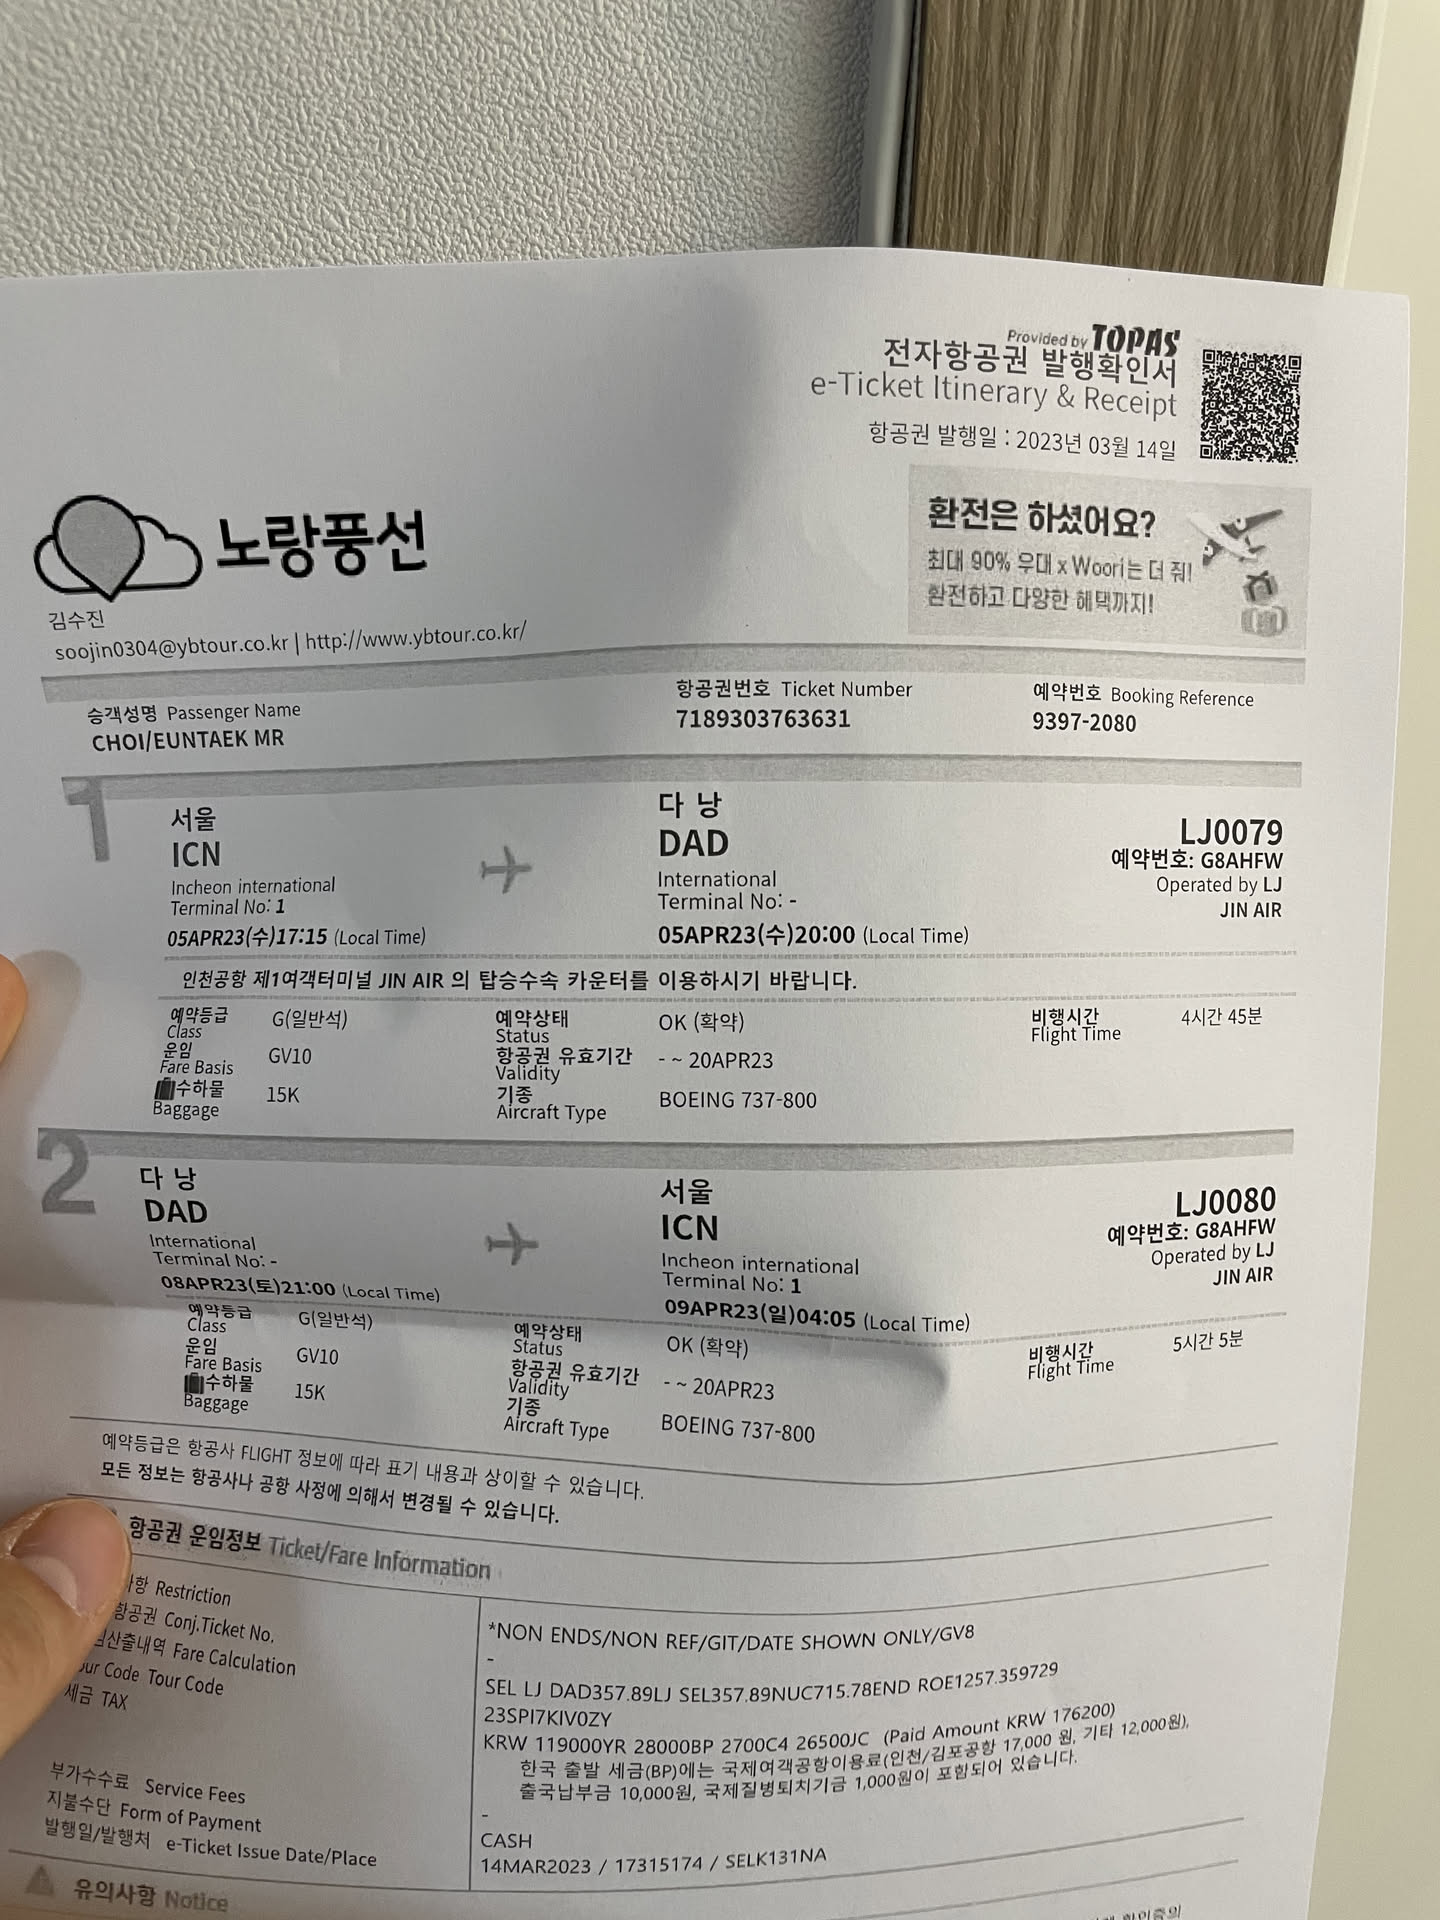 Provided by TOPAS
전자항공권 발행확인서
e-Ticket Itinerary & Receipt
항공권 발행일 : 2023년 03월 14일
노랑풍선
환전은 하셨어요?
최대 90% 우대 x Woori는 더 줘!
환전하고 다양한 혜택까지!
김수진
soojin0304@ybtour.co.kr | http://www.ybtour.co.kr/
승객성명 Passenger Name
CHOI/EUNTAEK MR
항공권번호 Ticket Number
7189303763631
예약번호 Booking Reference
9397-2080
1
서울
ICN
Incheon international
Terminal No: 1
05APR23(수)17:15 (Local Time)
다 낭
DAD
International
Terminal No: -
05APR23(수)20:00 (Local Time)
LJ0079
예약번호: G8AHFW
Operated by LJ
JIN AIR
인천공항 제1여객터미널 JIN AIR 의 탑승수속 카운터를 이용하시기 바랍니다.
예약등급 G(일반석)
Class
운임 GV10
Fare Basis
수하물 15K
Baggage
예약상태 OK (확약)
Status
항공권 유효기간 - ~ 20APR23
Validity
기종 BOEING 737-800
Aircraft Type
비행시간 4시간 45분
Flight Time
2
다 낭
DAD
International
Terminal No: -
08APR23(토)21:00 (Local Time)
서울
ICN
Incheon international
Terminal No: 1
09APR23(일)04:05 (Local Time)
LJ0080
예약번호: G8AHFW
Operated by LJ
JIN AIR
예약등급 G(일반석)
Class
운임 GV10
Fare Basis
수하물 15K
Baggage
예약상태 OK (확약)
Status
항공권 유효기간 - ~ 20APR23
Validity
기종 BOEING 737-800
Aircraft Type
비행시간 5시간 5분
Flight Time
예약등급은 항공사 FLIGHT 정보에 따라 표기 내용과 상이할 수 있습니다.
모든 정보는 항공사나 공항 사정에 의해서 변경될 수 있습니다.
항공권 운임정보 Ticket/Fare Information
Restriction *NON ENDS/NON REF/GIT/DATE SHOWN ONLY/GV8
항공권 Conj.Ticket No. -
산출내역 Fare Calculation SEL LJ DAD357.89LJ SEL357.89NUC715.78END ROE1257.359729
Code Tour Code 23SPI7KIV0ZY
세금 TAX KRW 119000YR 28000BP 2700C4 26500JC (Paid Amount KRW 176200)
한국 출발 세금(BP)에는 국제여객공항이용료(인천/김포공항 17,000 원, 기타 12,000원),
출국납부금 10,000원, 국제질병퇴치기금 1,000원이 포함되어 있습니다.
부가수수료 Service Fees -
지불수단 Form of Payment CASH
발행일/발행처 e-Ticket Issue Date/Place 14MAR2023 / 17315174 / SELK131NA
유의사항 Notice